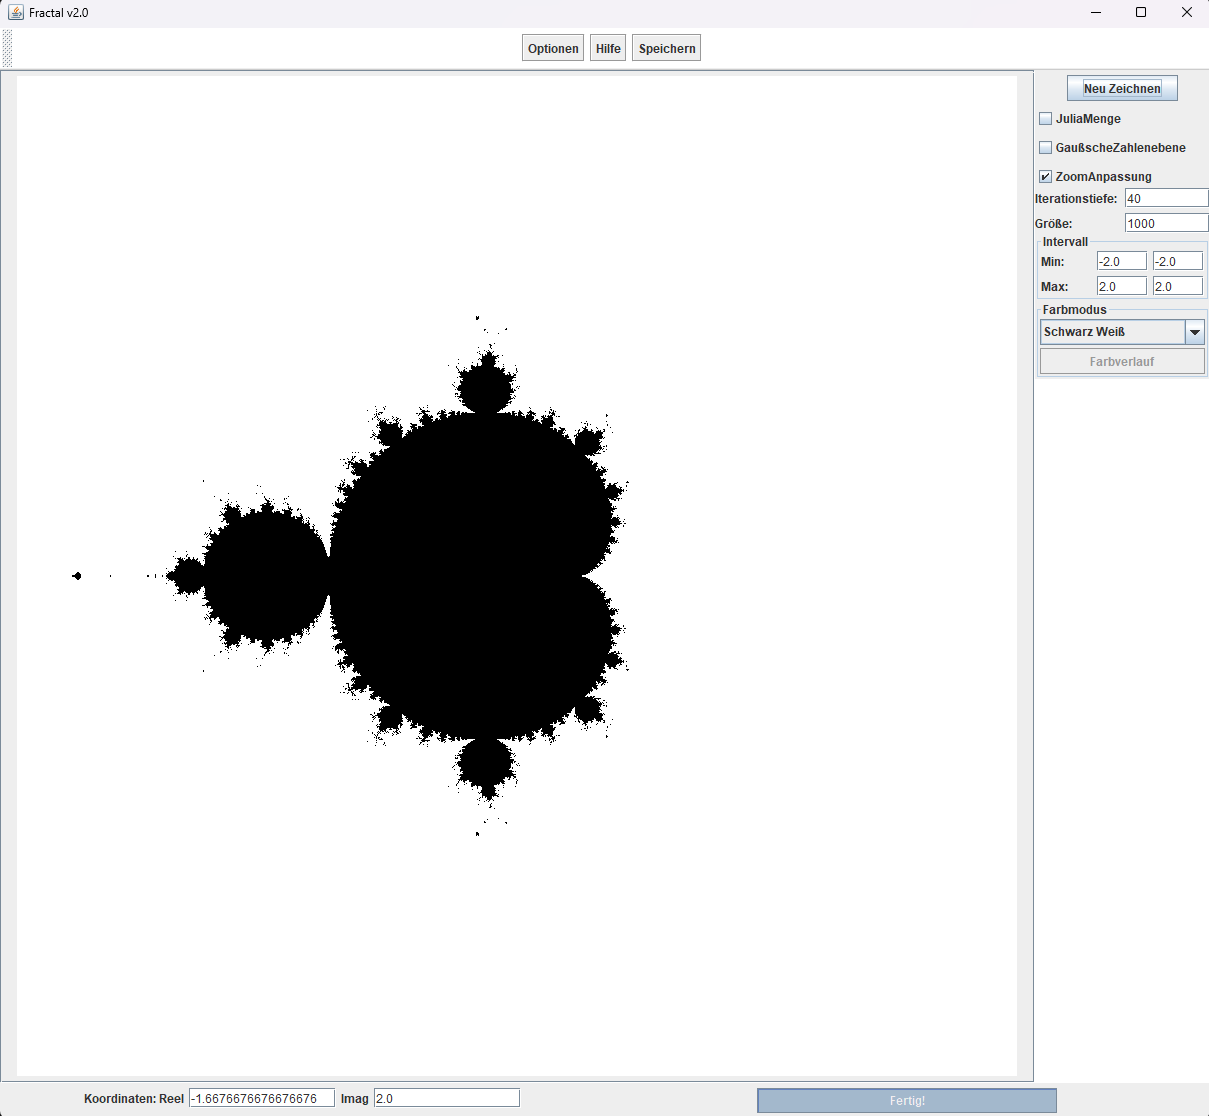 Fractal v2.0
Optionen Hilfe Speichern
Neu Zeichnen
JuliaMenge
GaußscheZahlenebene
ZoomAnpassung
Iterationstiefe: 40
Größe: 1000
Intervall
Min: -2.0 -2.0
Max: 2.0 2.0
Farbmodus
Schwarz Weiß
Farbverlauf
Koordinaten: Reel -1.6676676676676676 Imag 2.0 Fertig!